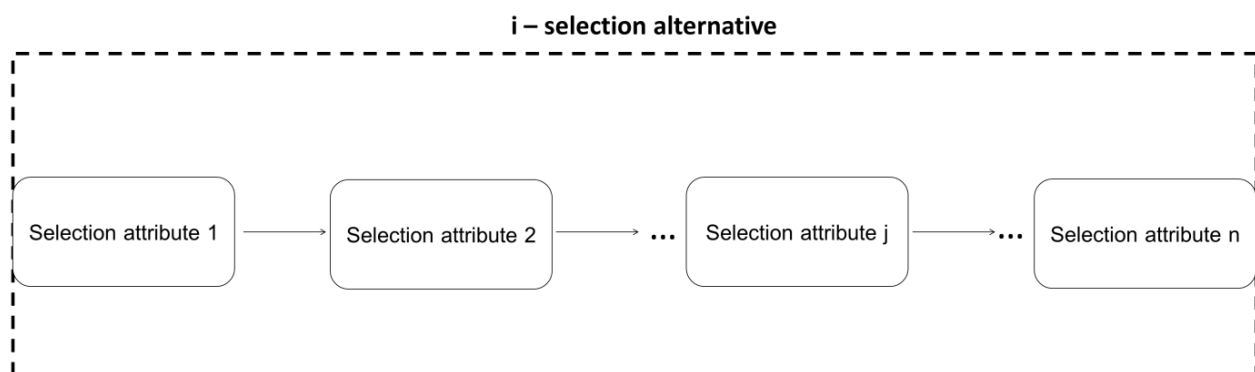 i – selection alternative
Selection attribute 1
Selection attribute 2
...
Selection attribute j
...
Selection attribute n